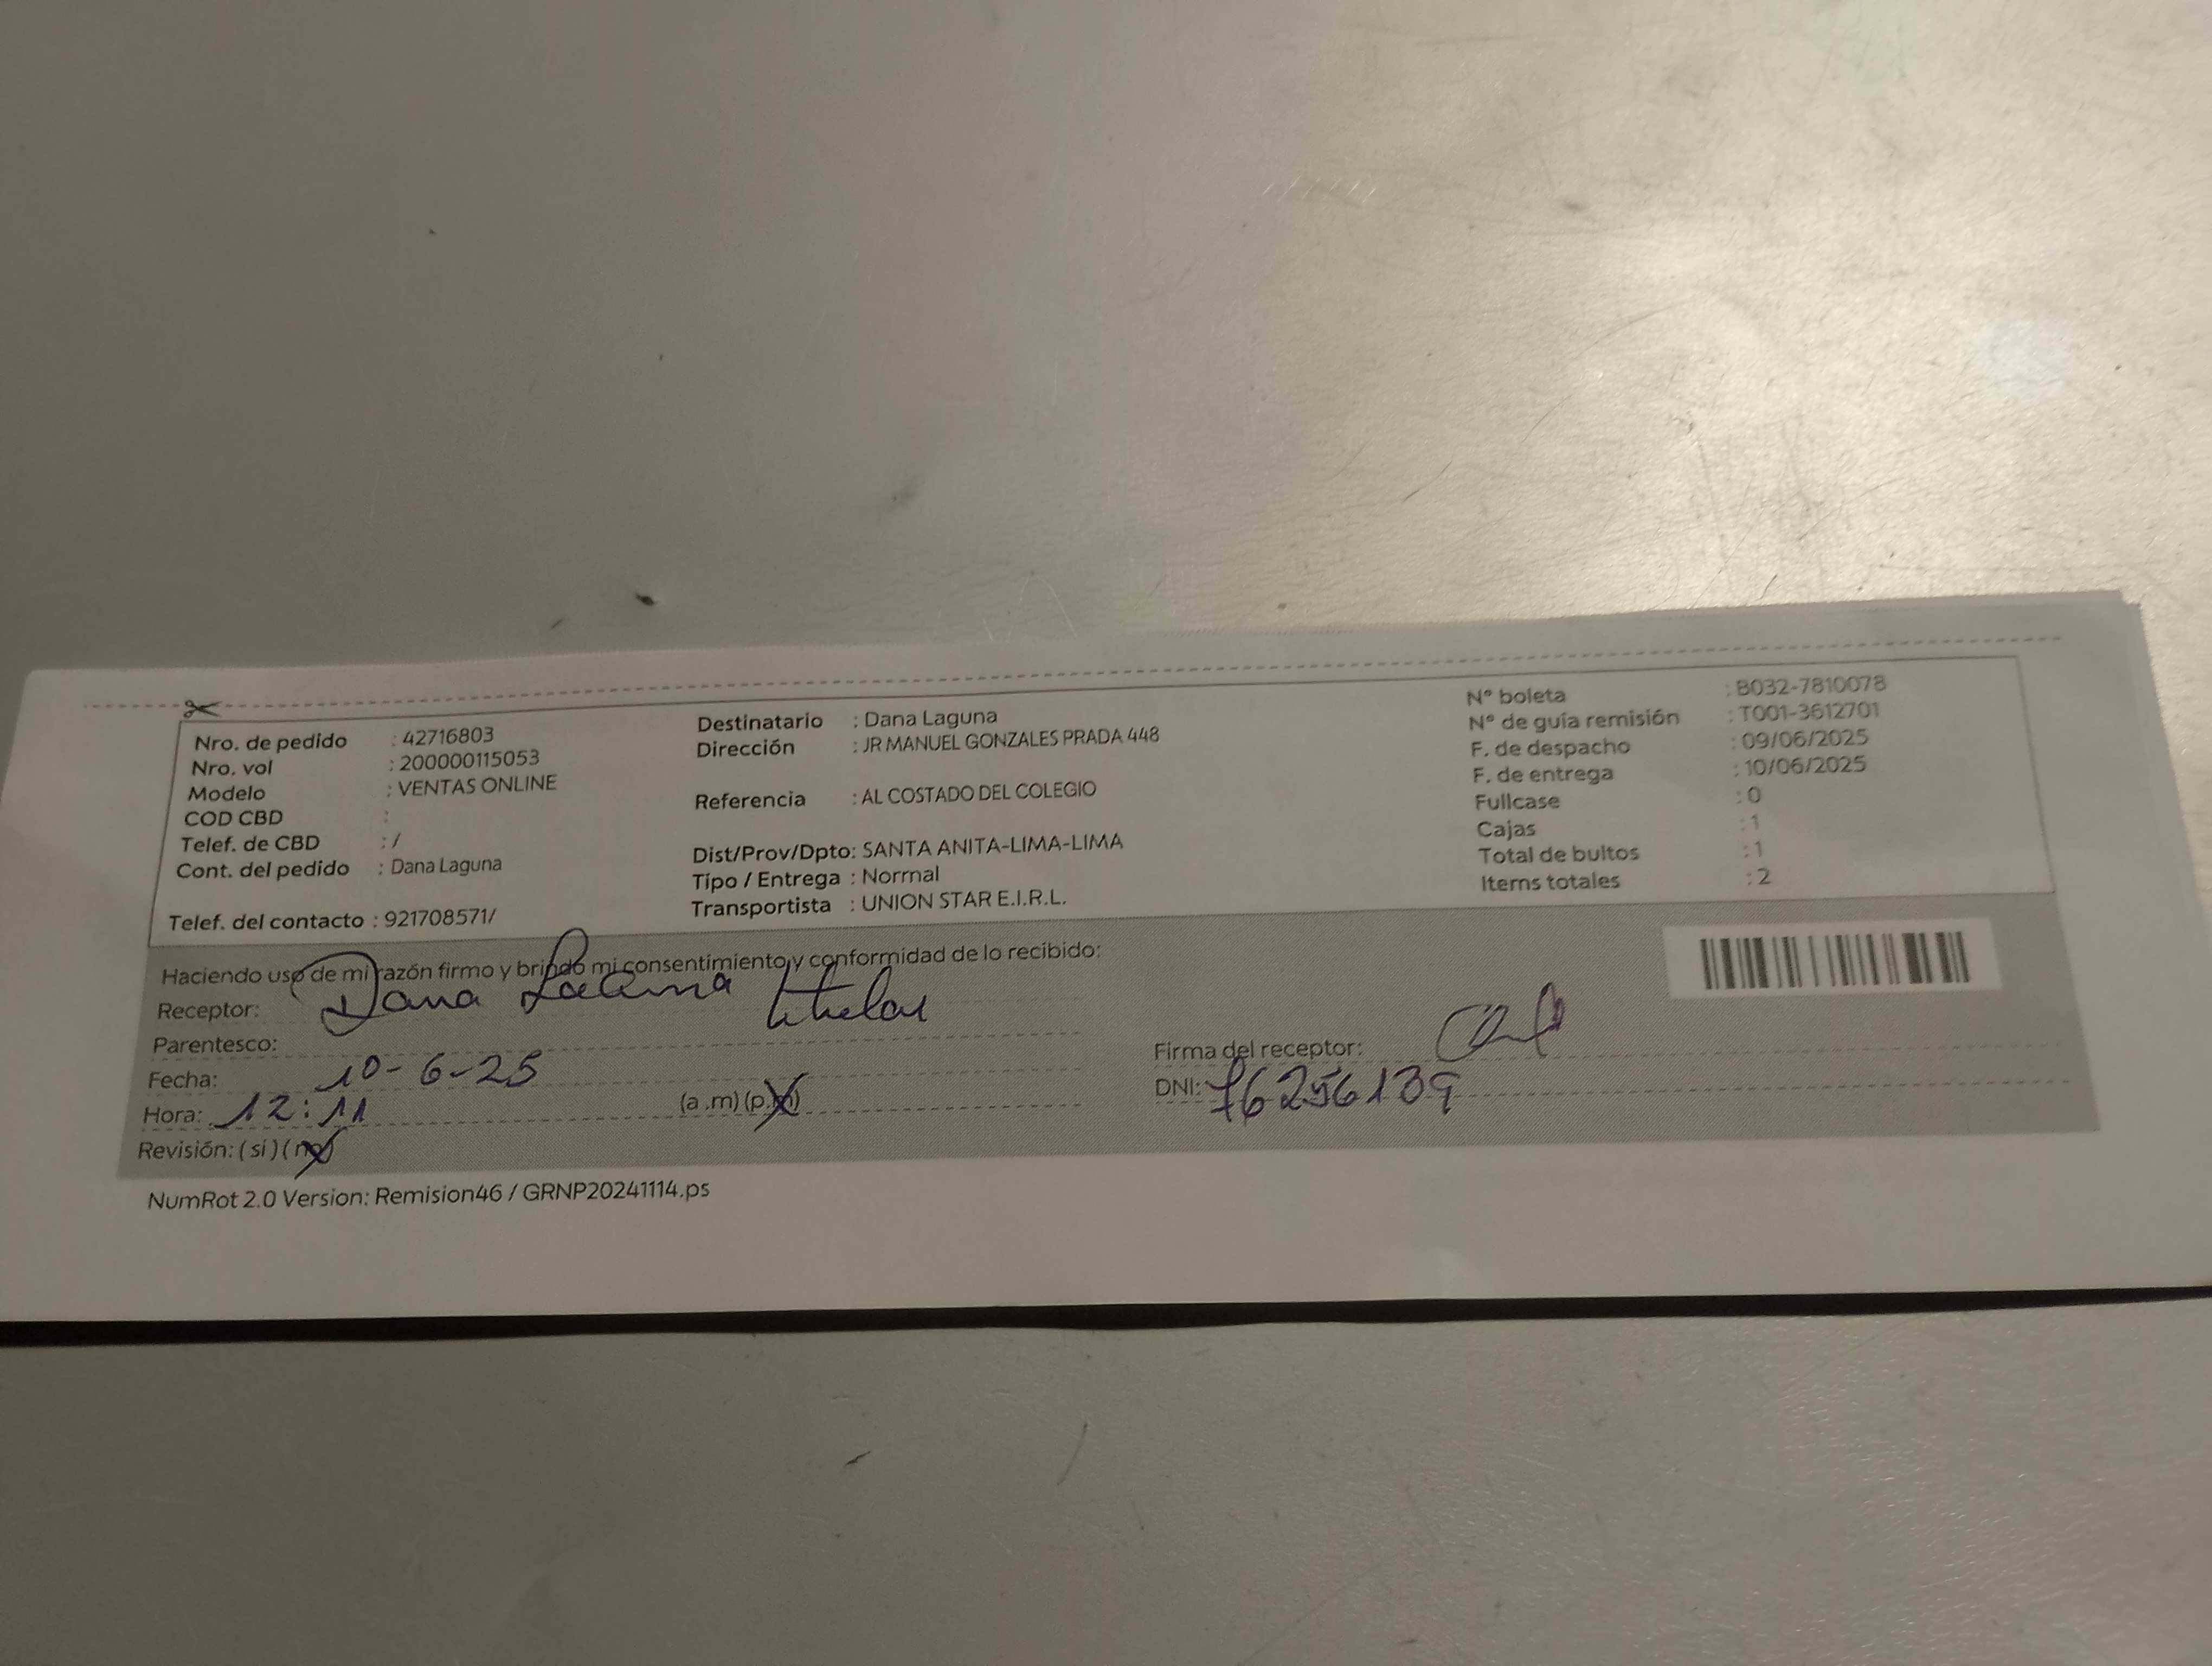 Nro. de pedido : 42716803
Nro. vol : 200000115053
Modelo : VENTAS ONLINE
COD CBD :
Telef. de CBD : /
Cont. del pedido : Dana Laguna
Telef. del contacto : 921708571/
Destinatario : Dana Laguna
Dirección : JR MANUEL GONZALES PRADA 448
Referencia : AL COSTADO DEL COLEGIO
Dist/Prov/Dpto: SANTA ANITA-LIMA-LIMA
Tipo / Entrega : Normal
Transportista : UNION STAR E.I.R.L.
N° boleta : B032-7810078
N° de guía remisión : T001-3612701
F. de despacho : 09/06/2025
F. de entrega : 10/06/2025
Fullcase : 0
Cajas : 1
Total de bultos : 1
Items totales : 2
Haciendo uso de mi razón firmo y brindo mi consentimiento y conformidad de lo recibido:
Receptor: Dana Laguna titular
Parentesco:
Fecha: 10-6-25
Hora: 12:11 (a.m) (p.m)
Revisión: (si) (no)
Firma del receptor:
DNI: 76256139
NumRot 2.0 Version: Remision46 / GRNP20241114.ps